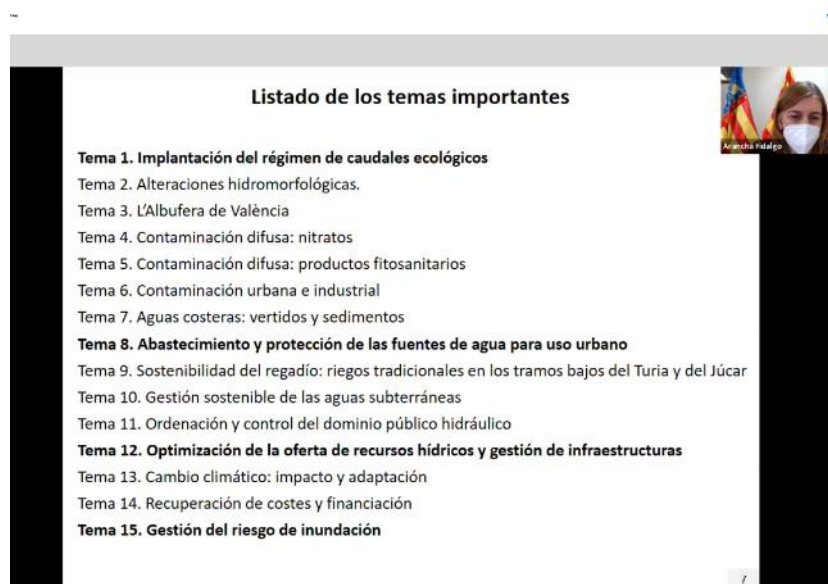 Listado de los temas importantes
Arancha Fidalgo
Tema 1. Implantación del régimen de caudales ecológicos
Tema 2. Alteraciones hidromorfológicas.
Tema 3. L'Albufera de València
Tema 4. Contaminación difusa: nitratos
Tema 5. Contaminación difusa: productos fitosanitarios
Tema 6. Contaminación urbana e industrial
Tema 7. Aguas costeras: vertidos y sedimentos
Tema 8. Abastecimiento y protección de las fuentes de agua para uso urbano
Tema 9. Sostenibilidad del regadío: riegos tradicionales en los tramos bajos del Turia y del Júcar
Tema 10. Gestión sostenible de las aguas subterráneas
Tema 11. Ordenación y control del dominio público hidráulico
Tema 12. Optimización de la oferta de recursos hídricos y gestión de infraestructuras
Tema 13. Cambio climático: impacto y adaptación
Tema 14. Recuperación de costes y financiación
Tema 15. Gestión del riesgo de inundación
7